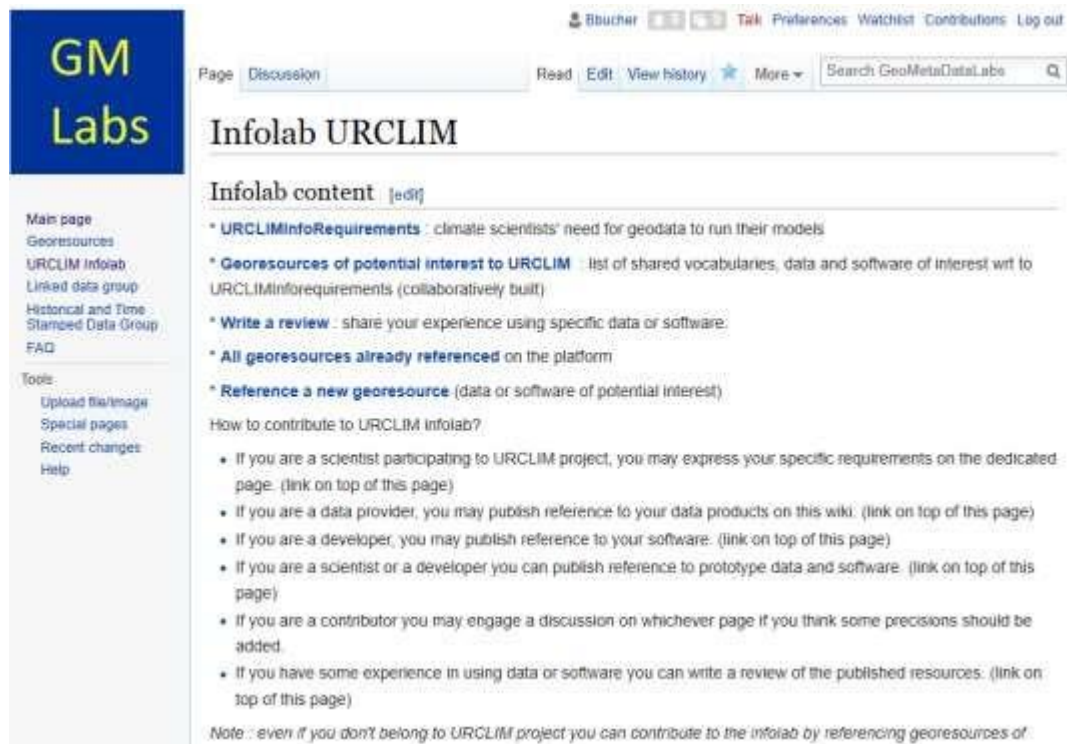 GM
Labs
Bbucher Talk Preferences Watchlist Contributions Log out
Page Discussion Read Edit View history More Search GeoMetaDataLabs
Main page
Georesources
URCLIM Infolab
Linked data group
Historical and Time
Stamped Data Group
FAQ
Tools
Upload file/image
Special pages
Recent changes
Help
Infolab URCLIM
Infolab content [edit]
* URCLIMInfoRequirements : climate scientists' need for geodata to run their models
* Georesources of potential interest to URCLIM : list of shared vocabularies, data and software of interest wrt to
URCLIMInforequirements (collaboratively built)
* Write a review : share your experience using specific data or software.
* All georesources already referenced on the platform
* Reference a new georesource (data or software of potential interest)
How to contribute to URCLIM infolab?
• If you are a scientist participating to URCLIM project, you may express your specific requirements on the dedicated
page. (link on top of this page)
• If you are a data provider, you may publish reference to your data products on this wiki. (link on top of this page)
• If you are a developer, you may publish reference to your software. (link on top of this page)
• If you are a scientist or a developer you can publish reference to prototype data and software. (link on top of this
page)
• If you are a contributor you may engage a discussion on whichever page if you think some precisions should be
added.
• If you have some experience in using data or software you can write a review of the published resources. (link on
top of this page)
Note : even if you don't belong to URCLIM project you can contribute to the infolab by referencing georesources of